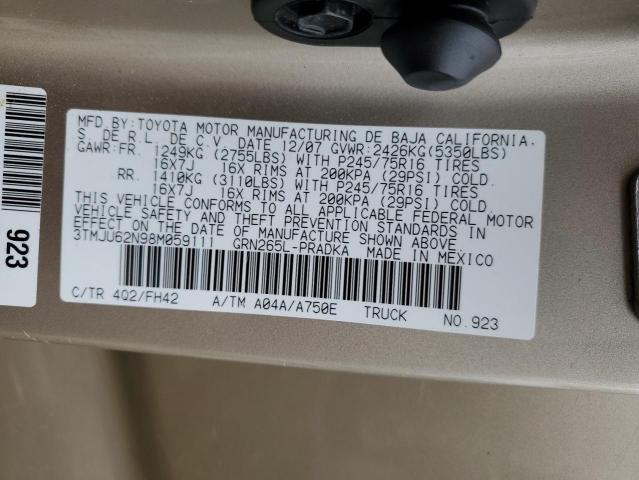 MFD. BY: TOYOTA MOTOR MANUFACTURING DE BAJA CALIFORNIA,
S. DE R.L. DE C.V. DATE 12/07 GVWR:2426KG(5350LBS)
GAWR:FR. 1249KG (2755LBS) WITH P245/75R16 TIRES
16X7J 16X RIMS AT 200KPA (29PSI) COLD.
RR. 1410KG (3110LBS) WITH P245/75R16 TIRES
16X7J 16X RIMS AT 200KPA (29PSI) COLD.
THIS VEHICLE CONFORMS TO ALL APPLICABLE FEDERAL MOTOR
VEHICLE SAFETY AND THEFT PREVENTION STANDARDS IN
EFFECT ON THE DATE OF MANUFACTURE SHOWN ABOVE.
3TMJU62N98M059111 GRN265L-PRADKA MADE IN MEXICO
C/TR 4Q2/FH42 A/TM A04A/A750E TRUCK NO.923
923